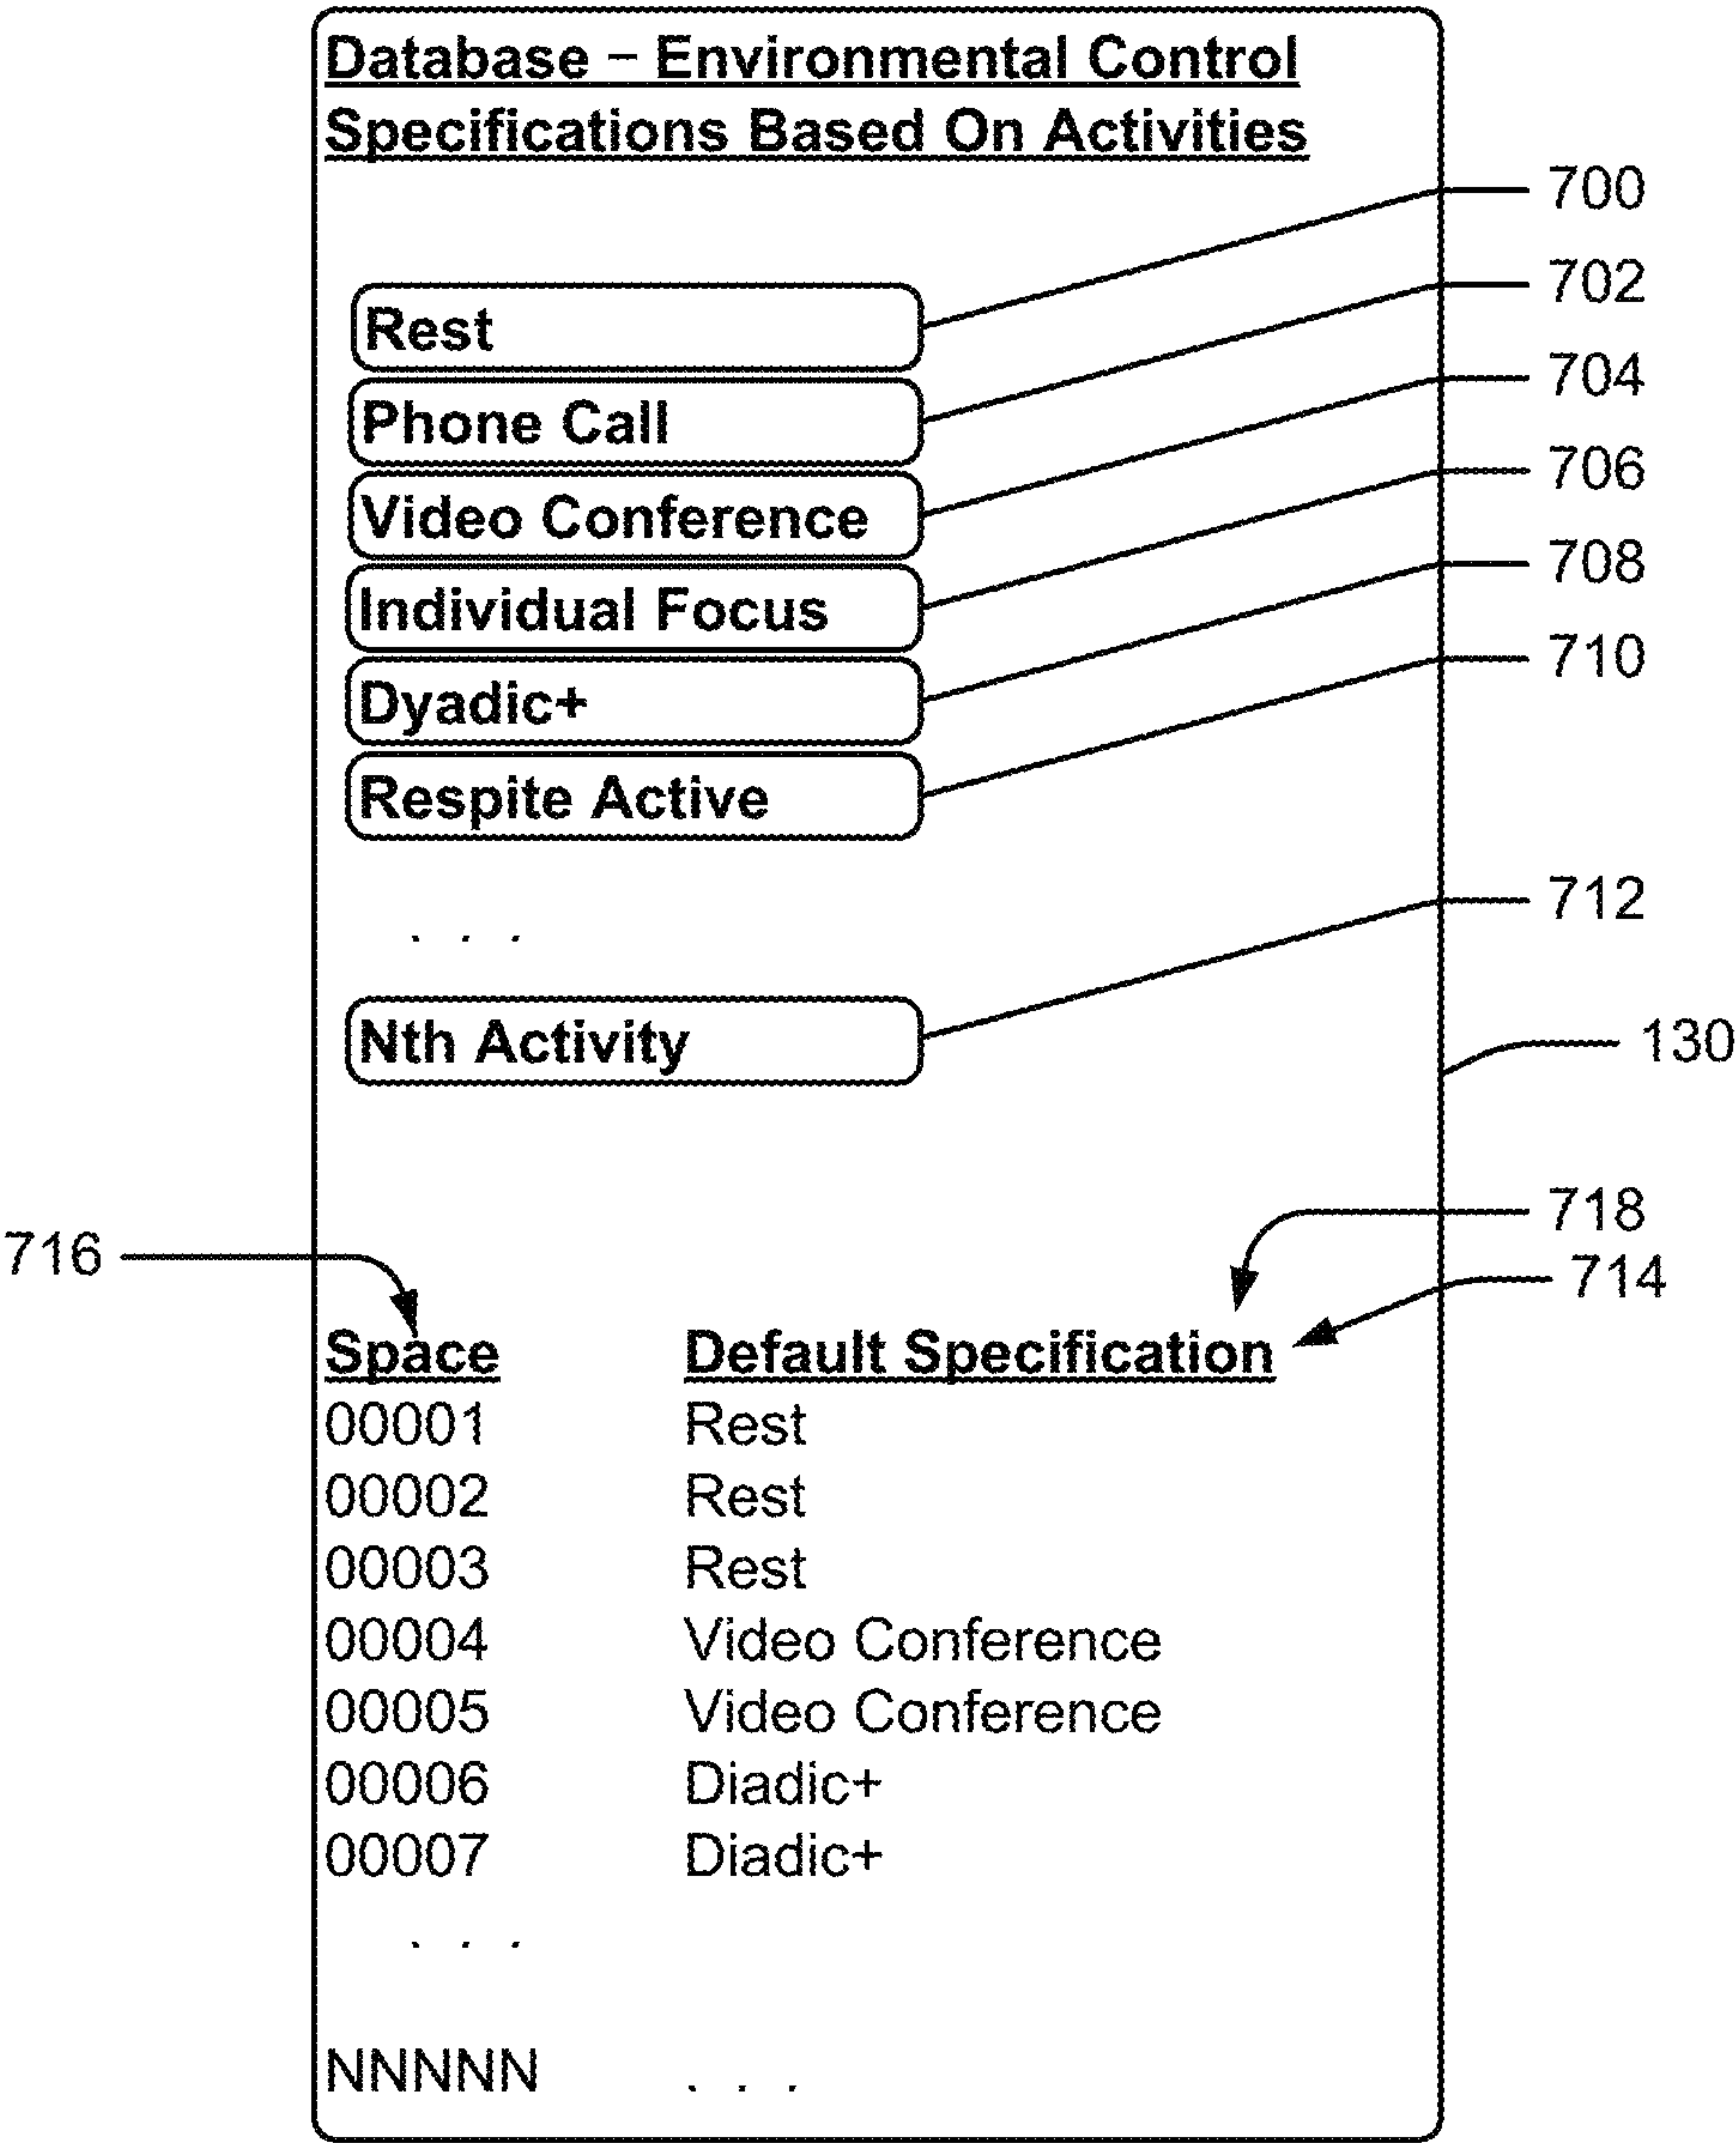 Database – Environmental Control
Specifications Based On Activities
700
702
Rest
704
Phone Call
706
Video Conference
708
Individual Focus
710
Dyadic+
Respite Active
712
. . .
Nth Activity
130
718
716
714
Space Default Specification
00001 Rest
00002 Rest
00003 Rest
00004 Video Conference
00005 Video Conference
00006 Diadic+
00007 Diadic+
. . .
NNNNN . . .